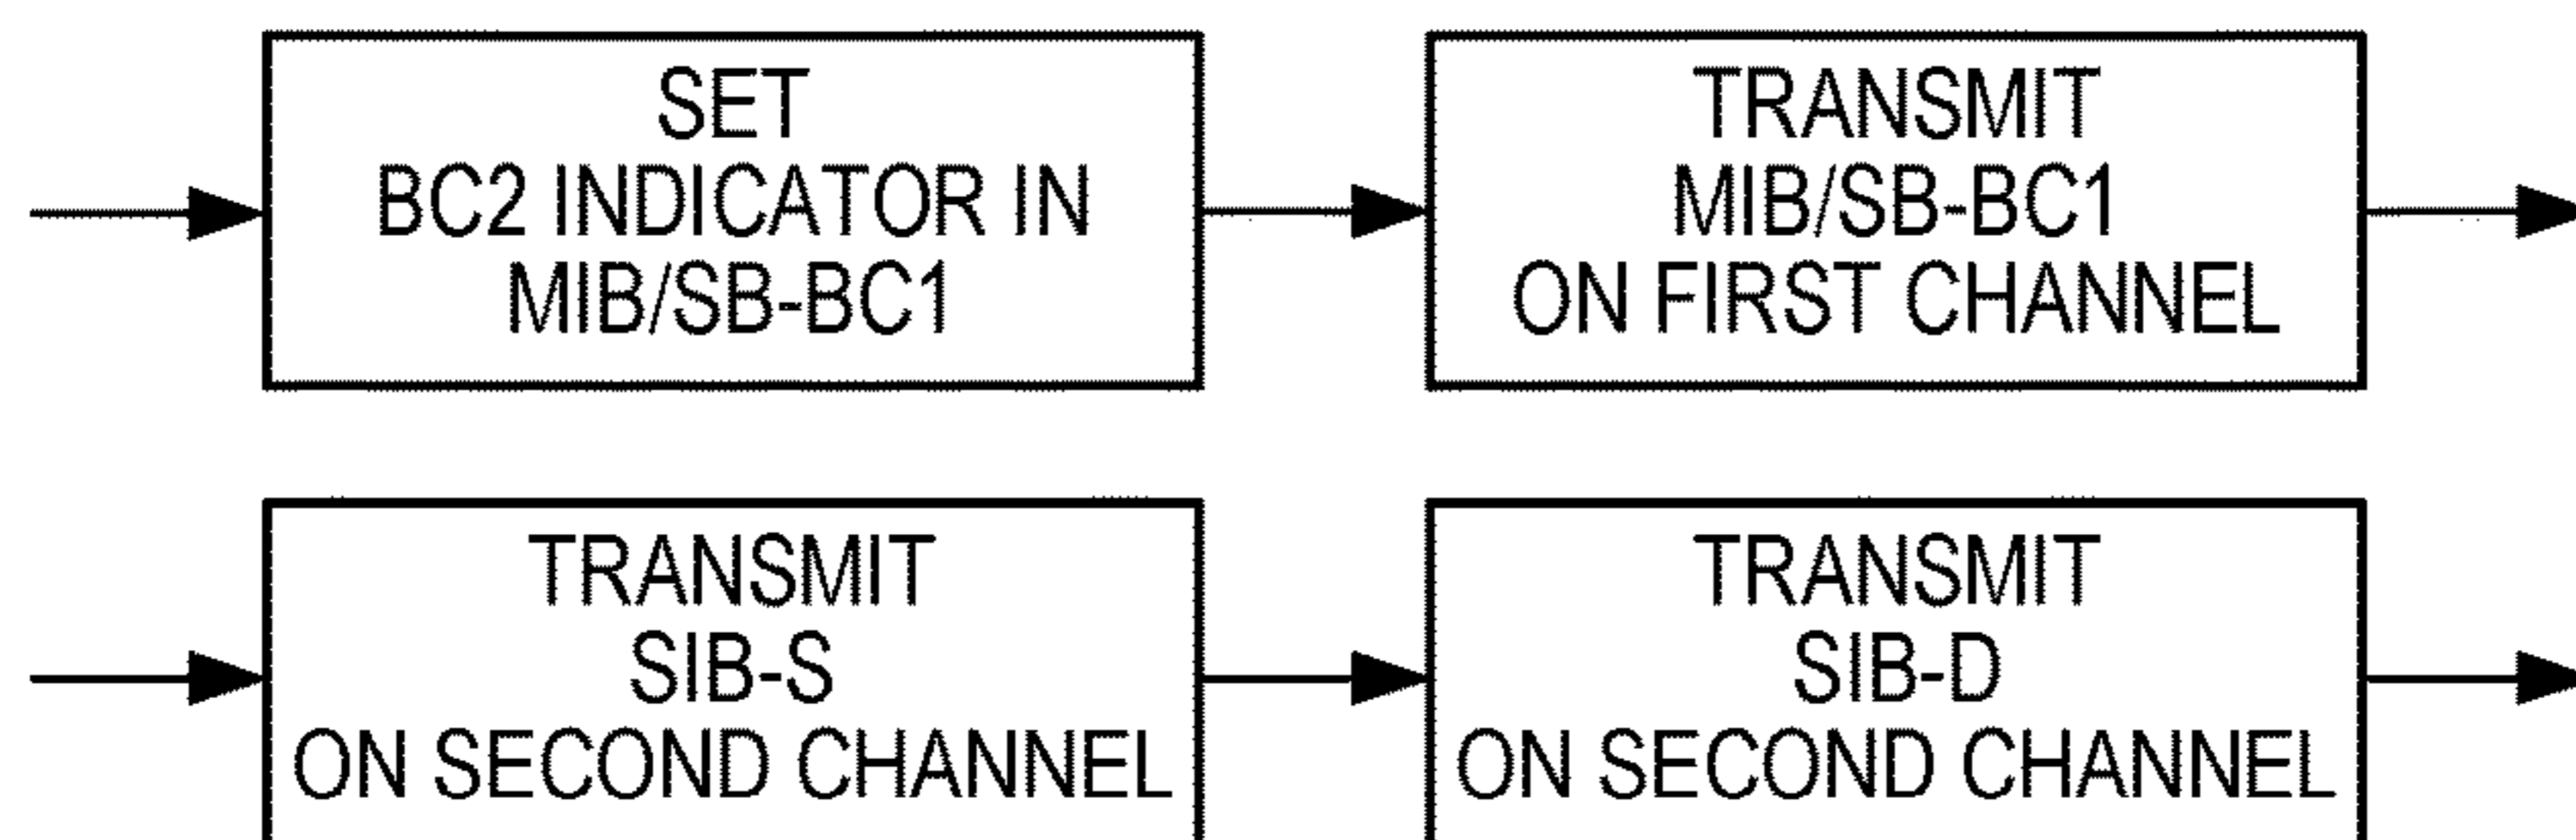 SET
BC2 INDICATOR IN
MIB/SB-BC1
TRANSMIT
MIB/SB-BC1
ON FIRST CHANNEL
TRANSMIT
SIB-S
ON SECOND CHANNEL
TRANSMIT
SIB-D
ON SECOND CHANNEL